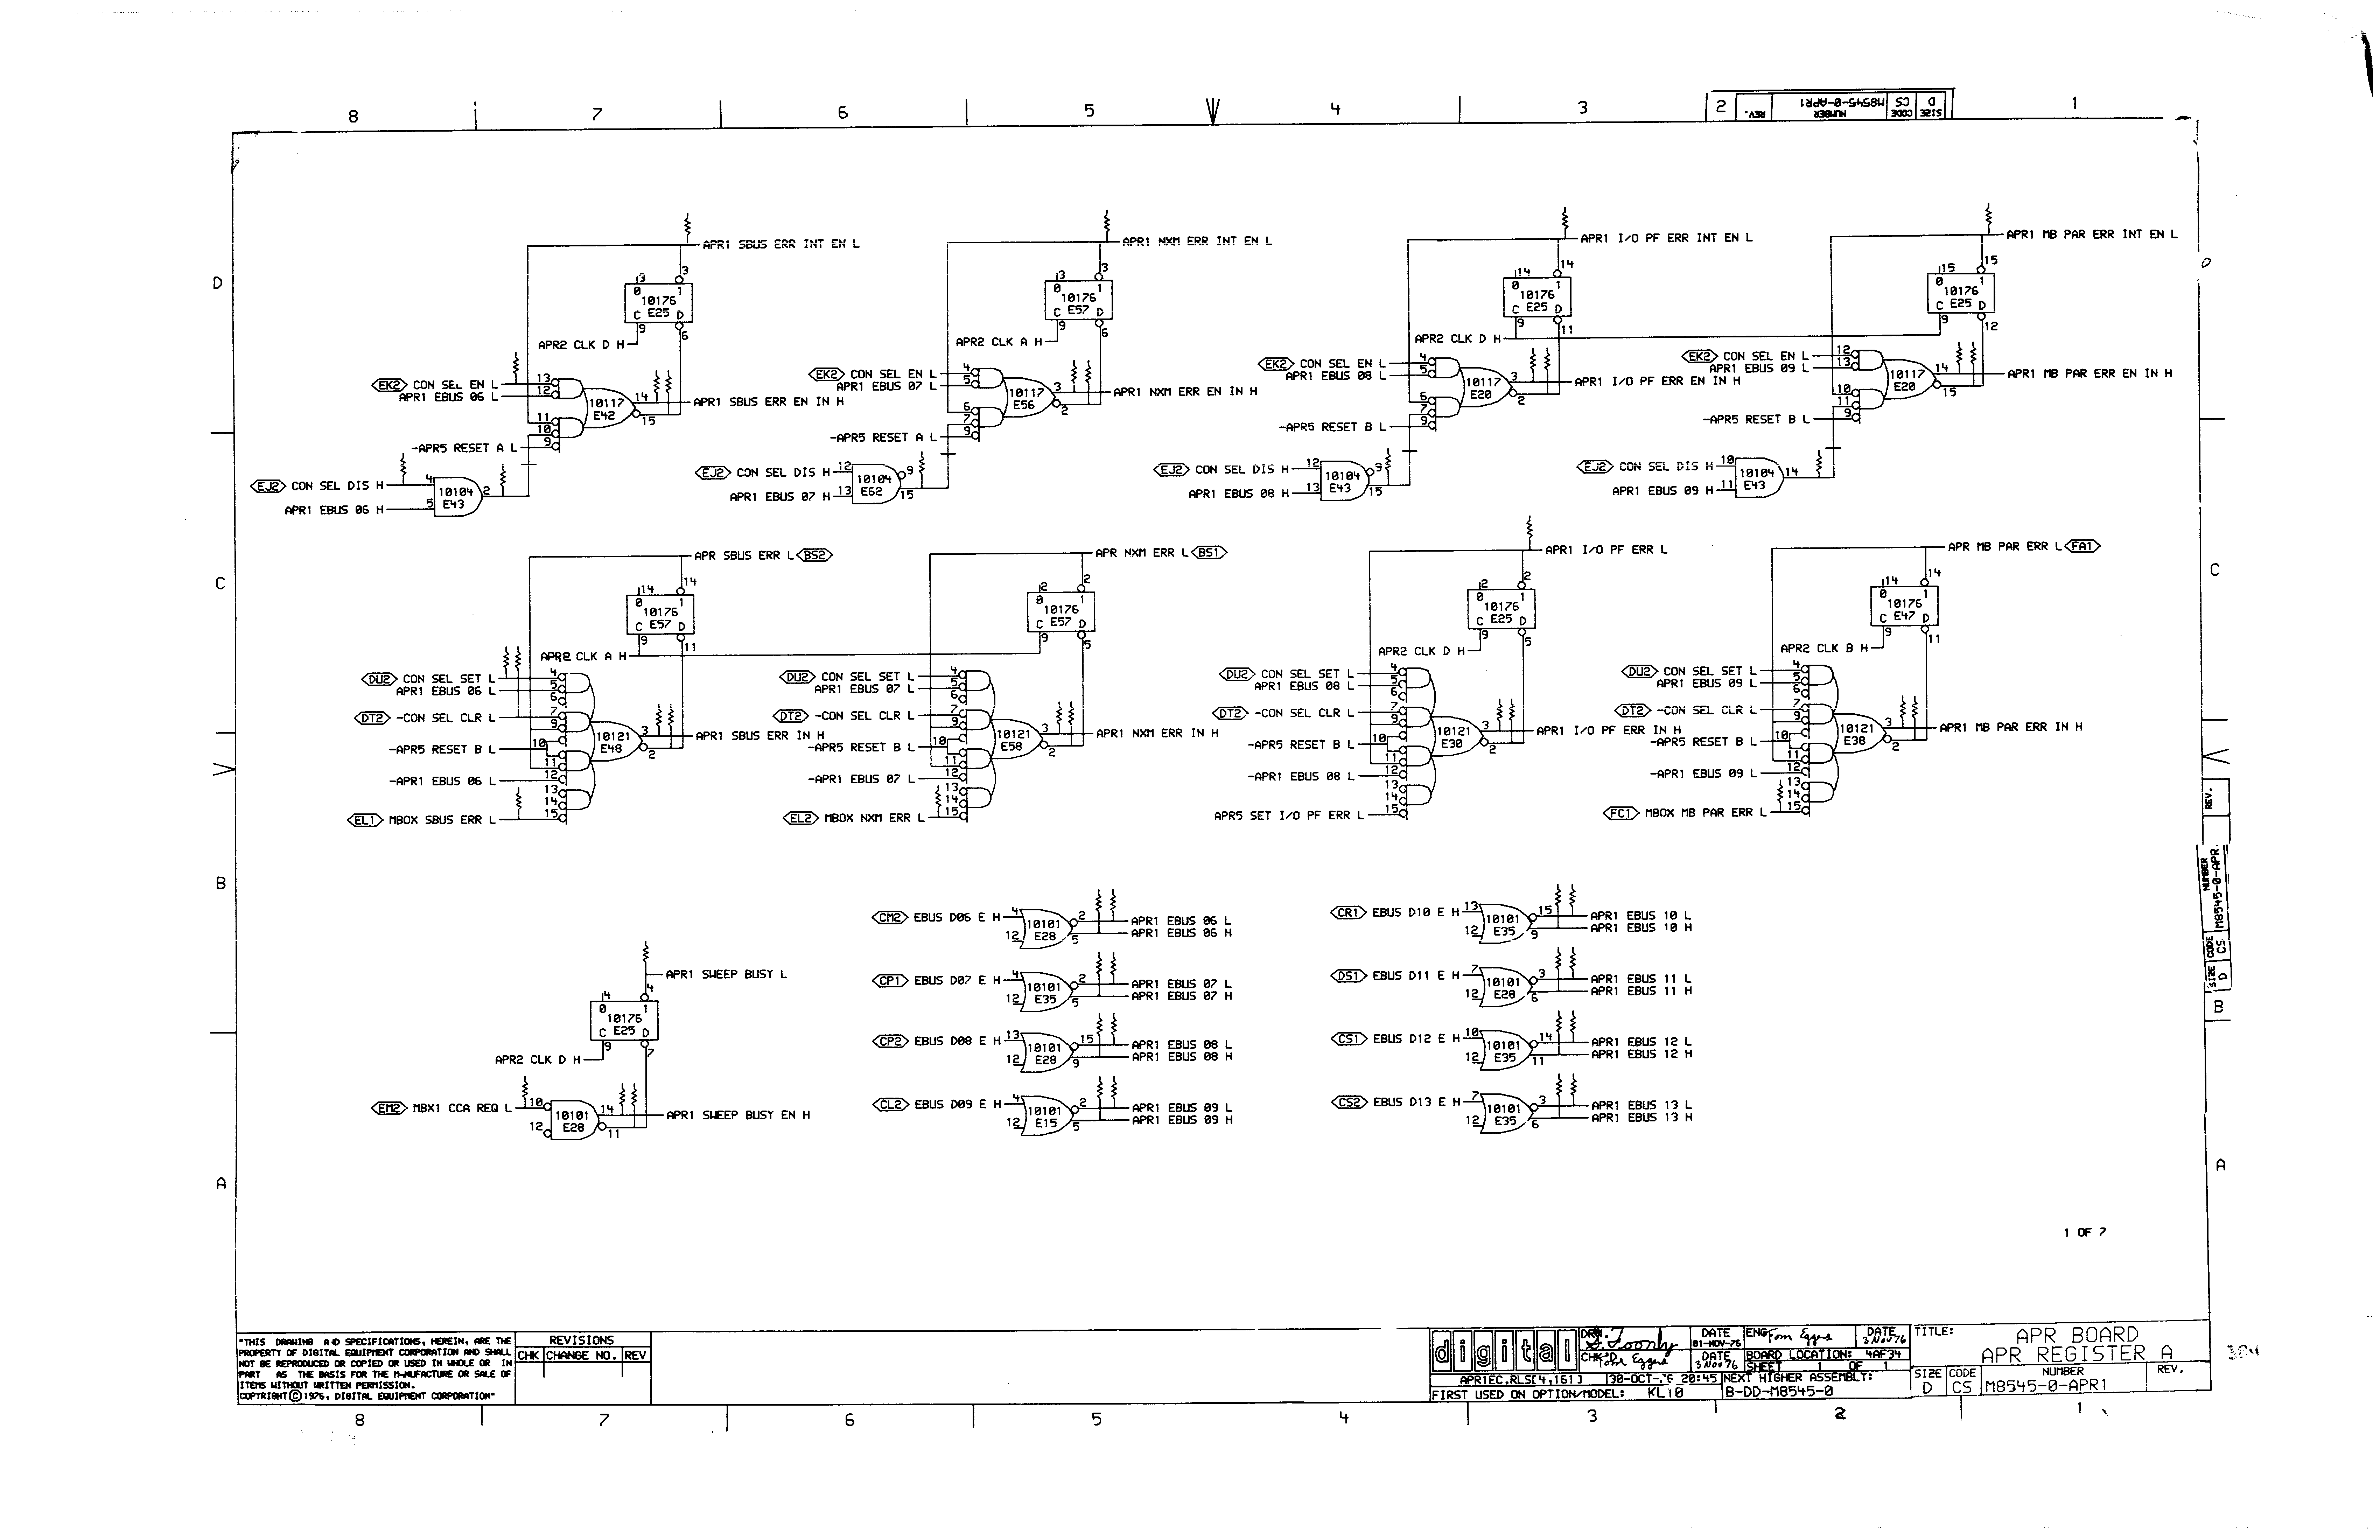 8 7 6 5 4 3 2 1
SIZE CODE NUMBER REV.
D CS M8545-0-APR1
D
APR1 SBUS ERR INT EN L
3 3
0 1
10176
C E25 D
9 6
APR2 CLK D H
EK2 CON SEL EN L 13
APR1 EBUS 06 L 12
10117
E42
14 APR1 SBUS ERR EN IN H
15
11
10
-APR5 RESET A L 9
EJ2 CON SEL DIS H 4
10104 2
E43
APR1 EBUS 06 H 5
APR1 NXM ERR INT EN L
3 3
0 1
10176
C E57 D
9 6
APR2 CLK A H
EK2 CON SEL EN L 4
APR1 EBUS 07 L 5
10117
E56
3 APR1 NXM ERR EN IN H
2
6
7
-APR5 RESET A L 9
EJ2 CON SEL DIS H 12
10104 9
E62 15
APR1 EBUS 07 H 13
APR1 I/O PF ERR INT EN L
14 14
0 1
10176
C E25 D
9 11
APR2 CLK D H
EK2 CON SEL EN L 4
APR1 EBUS 08 L 5
10117
E20
3 APR1 I/O PF ERR EN IN H
2
6
7
-APR5 RESET B L 9
EJ2 CON SEL DIS H 12
10104 9
E43 15
APR1 EBUS 08 H 13
APR1 MB PAR ERR INT EN L
15 15
0 1
10176
C E25 D
9 12
EK2 CON SEL EN L 12
APR1 EBUS 09 L 13
10117
E20
14 APR1 MB PAR ERR EN IN H
15
10
11
-APR5 RESET B L 9
EJ2 CON SEL DIS H 10
10104 14
E43
APR1 EBUS 09 H 11
C C
APR SBUS ERR L BS2
14 14
0 1
10176
C E57 D
9 11
APR2 CLK A H
DU2 CON SEL SET L 4
APR1 EBUS 06 L 5
6
DT2 -CON SEL CLR L 7
9
10121
E48
3 APR1 SBUS ERR IN H
2
-APR5 RESET B L 10
11
-APR1 EBUS 06 L 12
13
14
EL1 MBOX SBUS ERR L 15
APR NXM ERR L BS1
2 2
0 1
10176
C E57 D
9 5
DU2 CON SEL SET L 4
APR1 EBUS 07 L 5
6
DT2 -CON SEL CLR L 7
9
10121
E58
3 APR1 NXM ERR IN H
2
-APR5 RESET B L 10
11
-APR1 EBUS 07 L 12
13
14
EL2 MBOX NXM ERR L 15
APR1 I/O PF ERR L
2 2
0 1
10176
C E25 D
9 5
APR2 CLK D H
DU2 CON SEL SET L 4
APR1 EBUS 08 L 5
6
DT2 -CON SEL CLR L 7
9
10121
E30
3 APR1 I/O PF ERR IN H
2
-APR5 RESET B L 10
11
-APR1 EBUS 08 L 12
13
14
APR5 SET I/O PF ERR L 15
APR MB PAR ERR L FA1
14 14
0 1
10176
C E47 D
9 11
APR2 CLK B H
DU2 CON SEL SET L 4
APR1 EBUS 09 L 5
6
DT2 -CON SEL CLR L 7
9
10121
E38
3 APR1 MB PAR ERR IN H
2
-APR5 RESET B L 10
11
-APR1 EBUS 09 L 12
13
14
FC1 MBOX MB PAR ERR L 15
B B
APR1 SWEEP BUSY L
4 4
0 1
10176
C E25 D
9 7
APR2 CLK D H
EM2 MBX1 CCA REQ L 10
12
10101
E28
14 APR1 SWEEP BUSY EN H
11
CM2 EBUS D06 E H 4
12 10101 E28
2 APR1 EBUS 06 L
5 APR1 EBUS 06 H
CP1 EBUS D07 E H 4
12 10101 E35
2 APR1 EBUS 07 L
5 APR1 EBUS 07 H
CP2 EBUS D08 E H 13
12 10101 E28
15 APR1 EBUS 08 L
9 APR1 EBUS 08 H
CL2 EBUS D09 E H 4
12 10101 E15
2 APR1 EBUS 09 L
5 APR1 EBUS 09 H
CR1 EBUS D10 E H 13
12 10101 E35
15 APR1 EBUS 10 L
9 APR1 EBUS 10 H
DS1 EBUS D11 E H 7
12 10101 E28
3 APR1 EBUS 11 L
6 APR1 EBUS 11 H
CS1 EBUS D12 E H 10
12 10101 E35
14 APR1 EBUS 12 L
11 APR1 EBUS 12 H
CS2 EBUS D13 E H 7
12 10101 E35
3 APR1 EBUS 13 L
6 APR1 EBUS 13 H
REV.
NUMBER
M8545-0-APR
SIZE CODE
D CS
A A
1 OF 7
"THIS DRAWING AND SPECIFICATIONS, HEREIN, ARE THE
PROPERTY OF DIGITAL EQUIPMENT CORPORATION AND SHALL
NOT BE REPRODUCED OR COPIED OR USED IN WHOLE OR IN
PART AS THE BASIS FOR THE MANUFACTURE OR SALE OF
ITEMS WITHOUT WRITTEN PERMISSION.
COPYRIGHT © 1976, DIGITAL EQUIPMENT CORPORATION"
REVISIONS
CHK CHANGE NO. REV
digital
DRN.
CHK'D Tom Eggers
DATE
01-NOV-76
DATE
3 Nov 76
ENG Tom Eggers
DATE
3 Nov 76
BOARD LOCATION: 4AF34
SHEET 1 OF 1
APR1EC.RLS[4,161] 20:45
NEXT HIGHER ASSEMBLY:
FIRST USED ON OPTION/MODEL: KL10
B-DD-M8545-0
TITLE:
APR BOARD
APR REGISTER A
SIZE CODE NUMBER REV.
D CS M8545-0-APR1
8 7 6 5 4 3 2 1